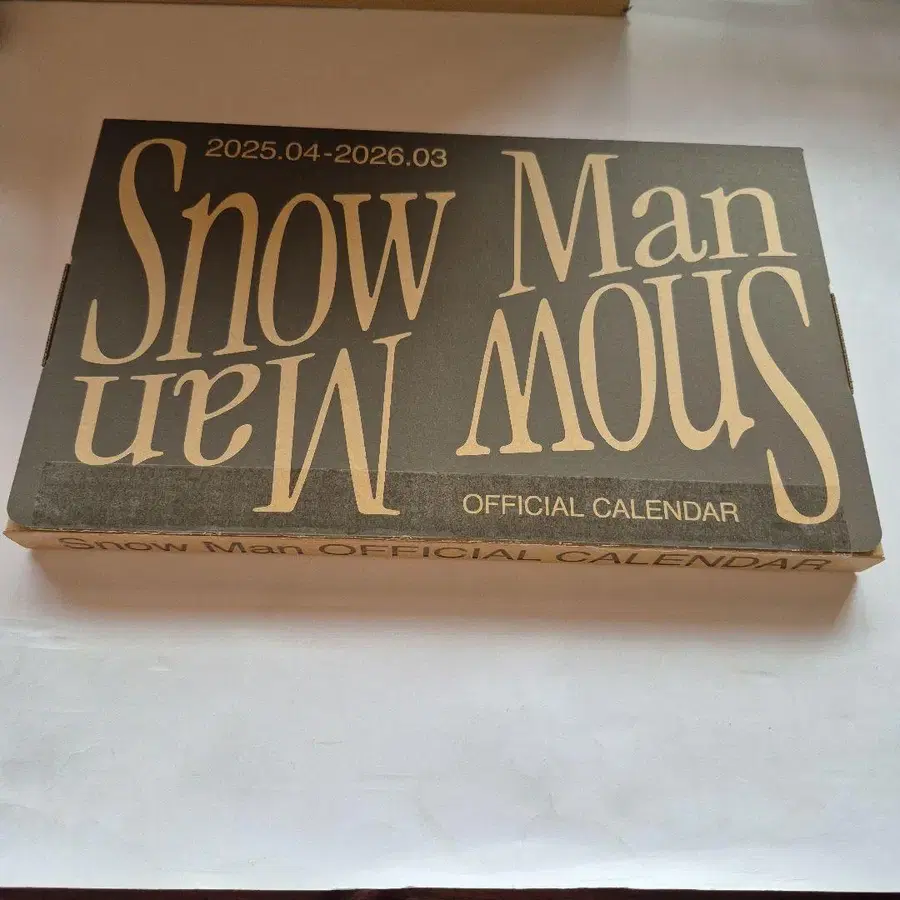 2025.04-2026.03
Snow Man
Man Snow
OFFICIAL CALENDAR
Snow Man OFFICIAL CALENDAR